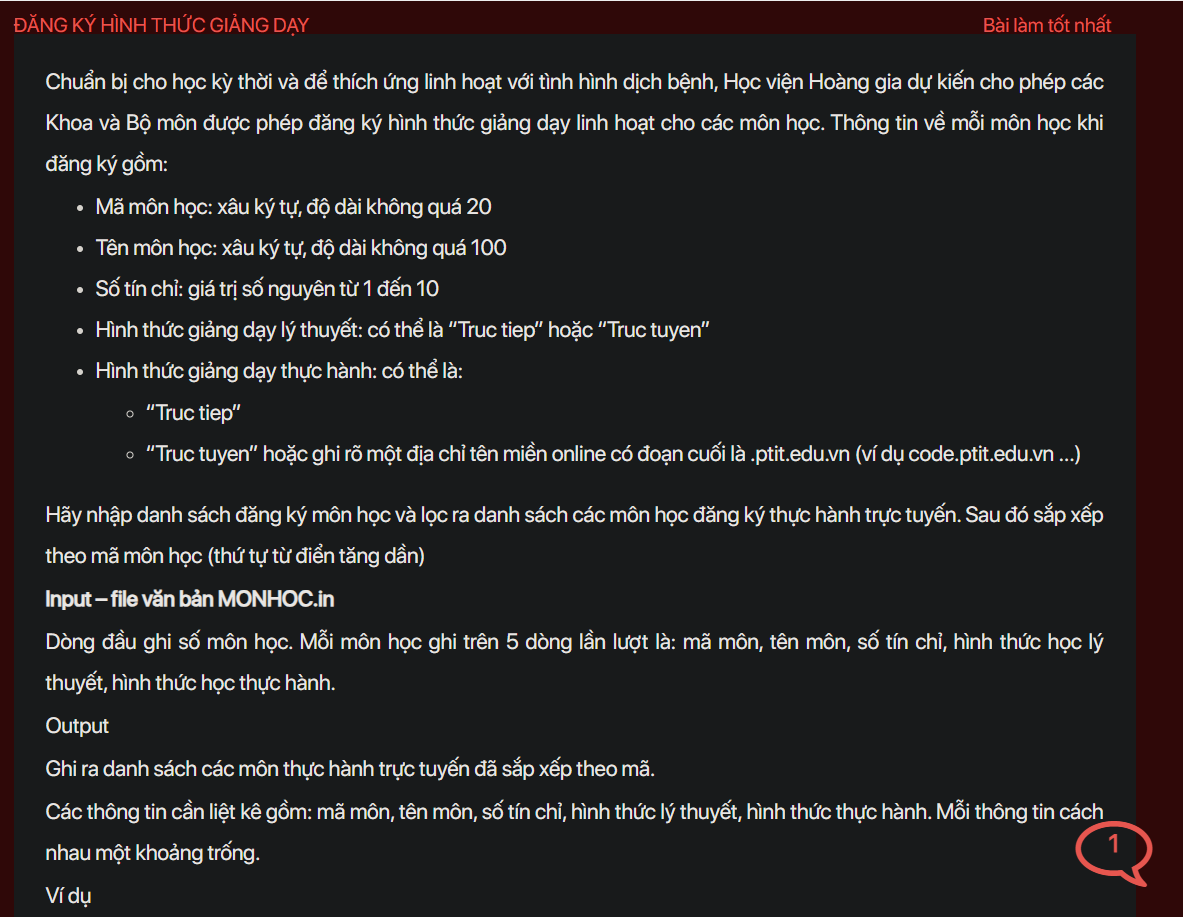 ĐĂNG KÝ HÌNH THỨC GIẢNG DẠY
Bài làm tốt nhất
Chuẩn bị cho học kỳ thời và để thích ứng linh hoạt với tình hình dịch bệnh, Học viện Hoàng gia dự kiến cho phép các
Khoa và Bộ môn được phép đăng ký hình thức giảng dạy linh hoạt cho các môn học. Thông tin về mỗi môn học khi
đăng ký gồm:
• Mã môn học: xâu ký tự, độ dài không quá 20
• Tên môn học: xâu ký tự, độ dài không quá 100
• Số tín chỉ: giá trị số nguyên từ 1 đến 10
• Hình thức giảng dạy lý thuyết: có thể là “Truc tiep” hoặc “Truc tuyen”
• Hình thức giảng dạy thực hành: có thể là:
◦ “Truc tiep”
◦ “Truc tuyen” hoặc ghi rõ một địa chỉ tên miền online có đoạn cuối là .ptit.edu.vn (ví dụ code.ptit.edu.vn ...)
Hãy nhập danh sách đăng ký môn học và lọc ra danh sách các môn học đăng ký thực hành trực tuyến. Sau đó sắp xếp
theo mã môn học (thứ tự từ điển tăng dần)
Input – file văn bản MONHOC.in
Dòng đầu ghi số môn học. Mỗi môn học ghi trên 5 dòng lần lượt là: mã môn, tên môn, số tín chỉ, hình thức học lý
thuyết, hình thức học thực hành.
Output
Ghi ra danh sách các môn thực hành trực tuyến đã sắp xếp theo mã.
Các thông tin cần liệt kê gồm: mã môn, tên môn, số tín chỉ, hình thức lý thuyết, hình thức thực hành. Mỗi thông tin cách
nhau một khoảng trống.
1
Ví dụ